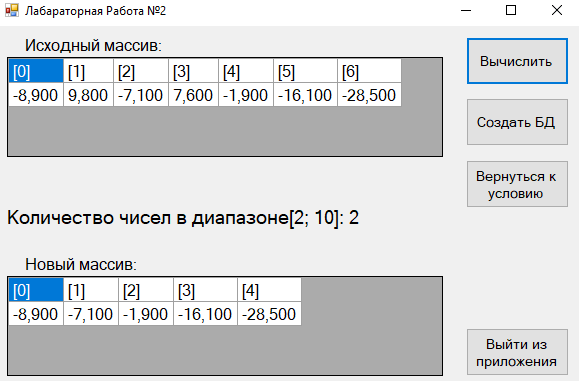 Лабараторная Работа №2
Исходный массив:
[0] [1] [2] [3] [4] [5] [6]
-8,900 9,800 -7,100 7,600 -1,900 -16,100 -28,500
Вычислить
Создать БД
Вернуться к
условию
Количество чисел в диапазоне[2; 10]: 2
Новый массив:
[0] [1] [2] [3] [4]
-8,900 -7,100 -1,900 -16,100 -28,500
Выйти из
приложения